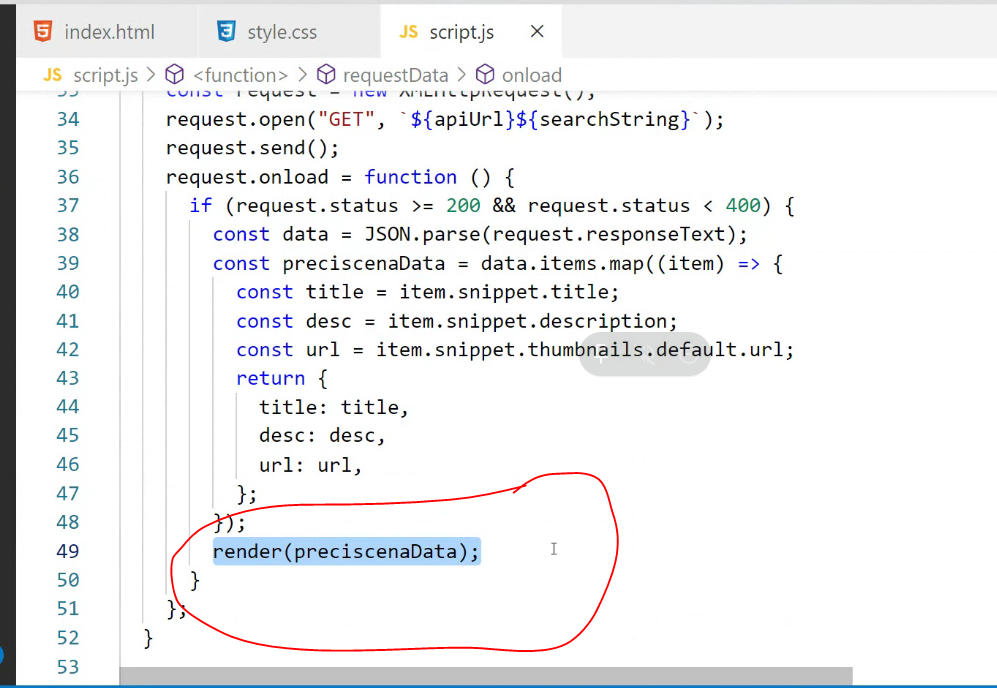 index.html
style.css
JS script.js
JS script.js > <function> > requestData > onload
33 const request = new XMLHttpRequest();
34 request.open("GET", `${apiUrl}${searchString}`);
35 request.send();
36 request.onload = function () {
37 if (request.status >= 200 && request.status < 400) {
38 const data = JSON.parse(request.responseText);
39 const preciscenaData = data.items.map((item) => {
40 const title = item.snippet.title;
41 const desc = item.snippet.description;
42 const url = item.snippet.thumbnails.default.url;
43 return {
44 title: title,
45 desc: desc,
46 url: url,
47 };
48 });
49 render(preciscenaData);
50 }
51 };
52 }
53